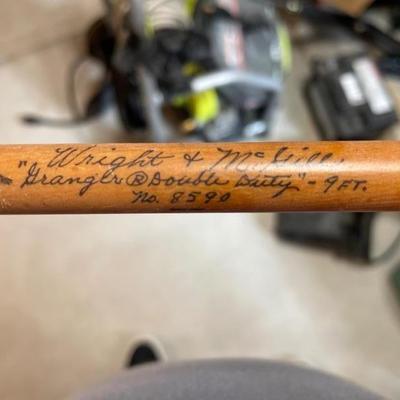 Wright & McGill
"Granger ® Double Duty" - 9 FT.
No. 8590